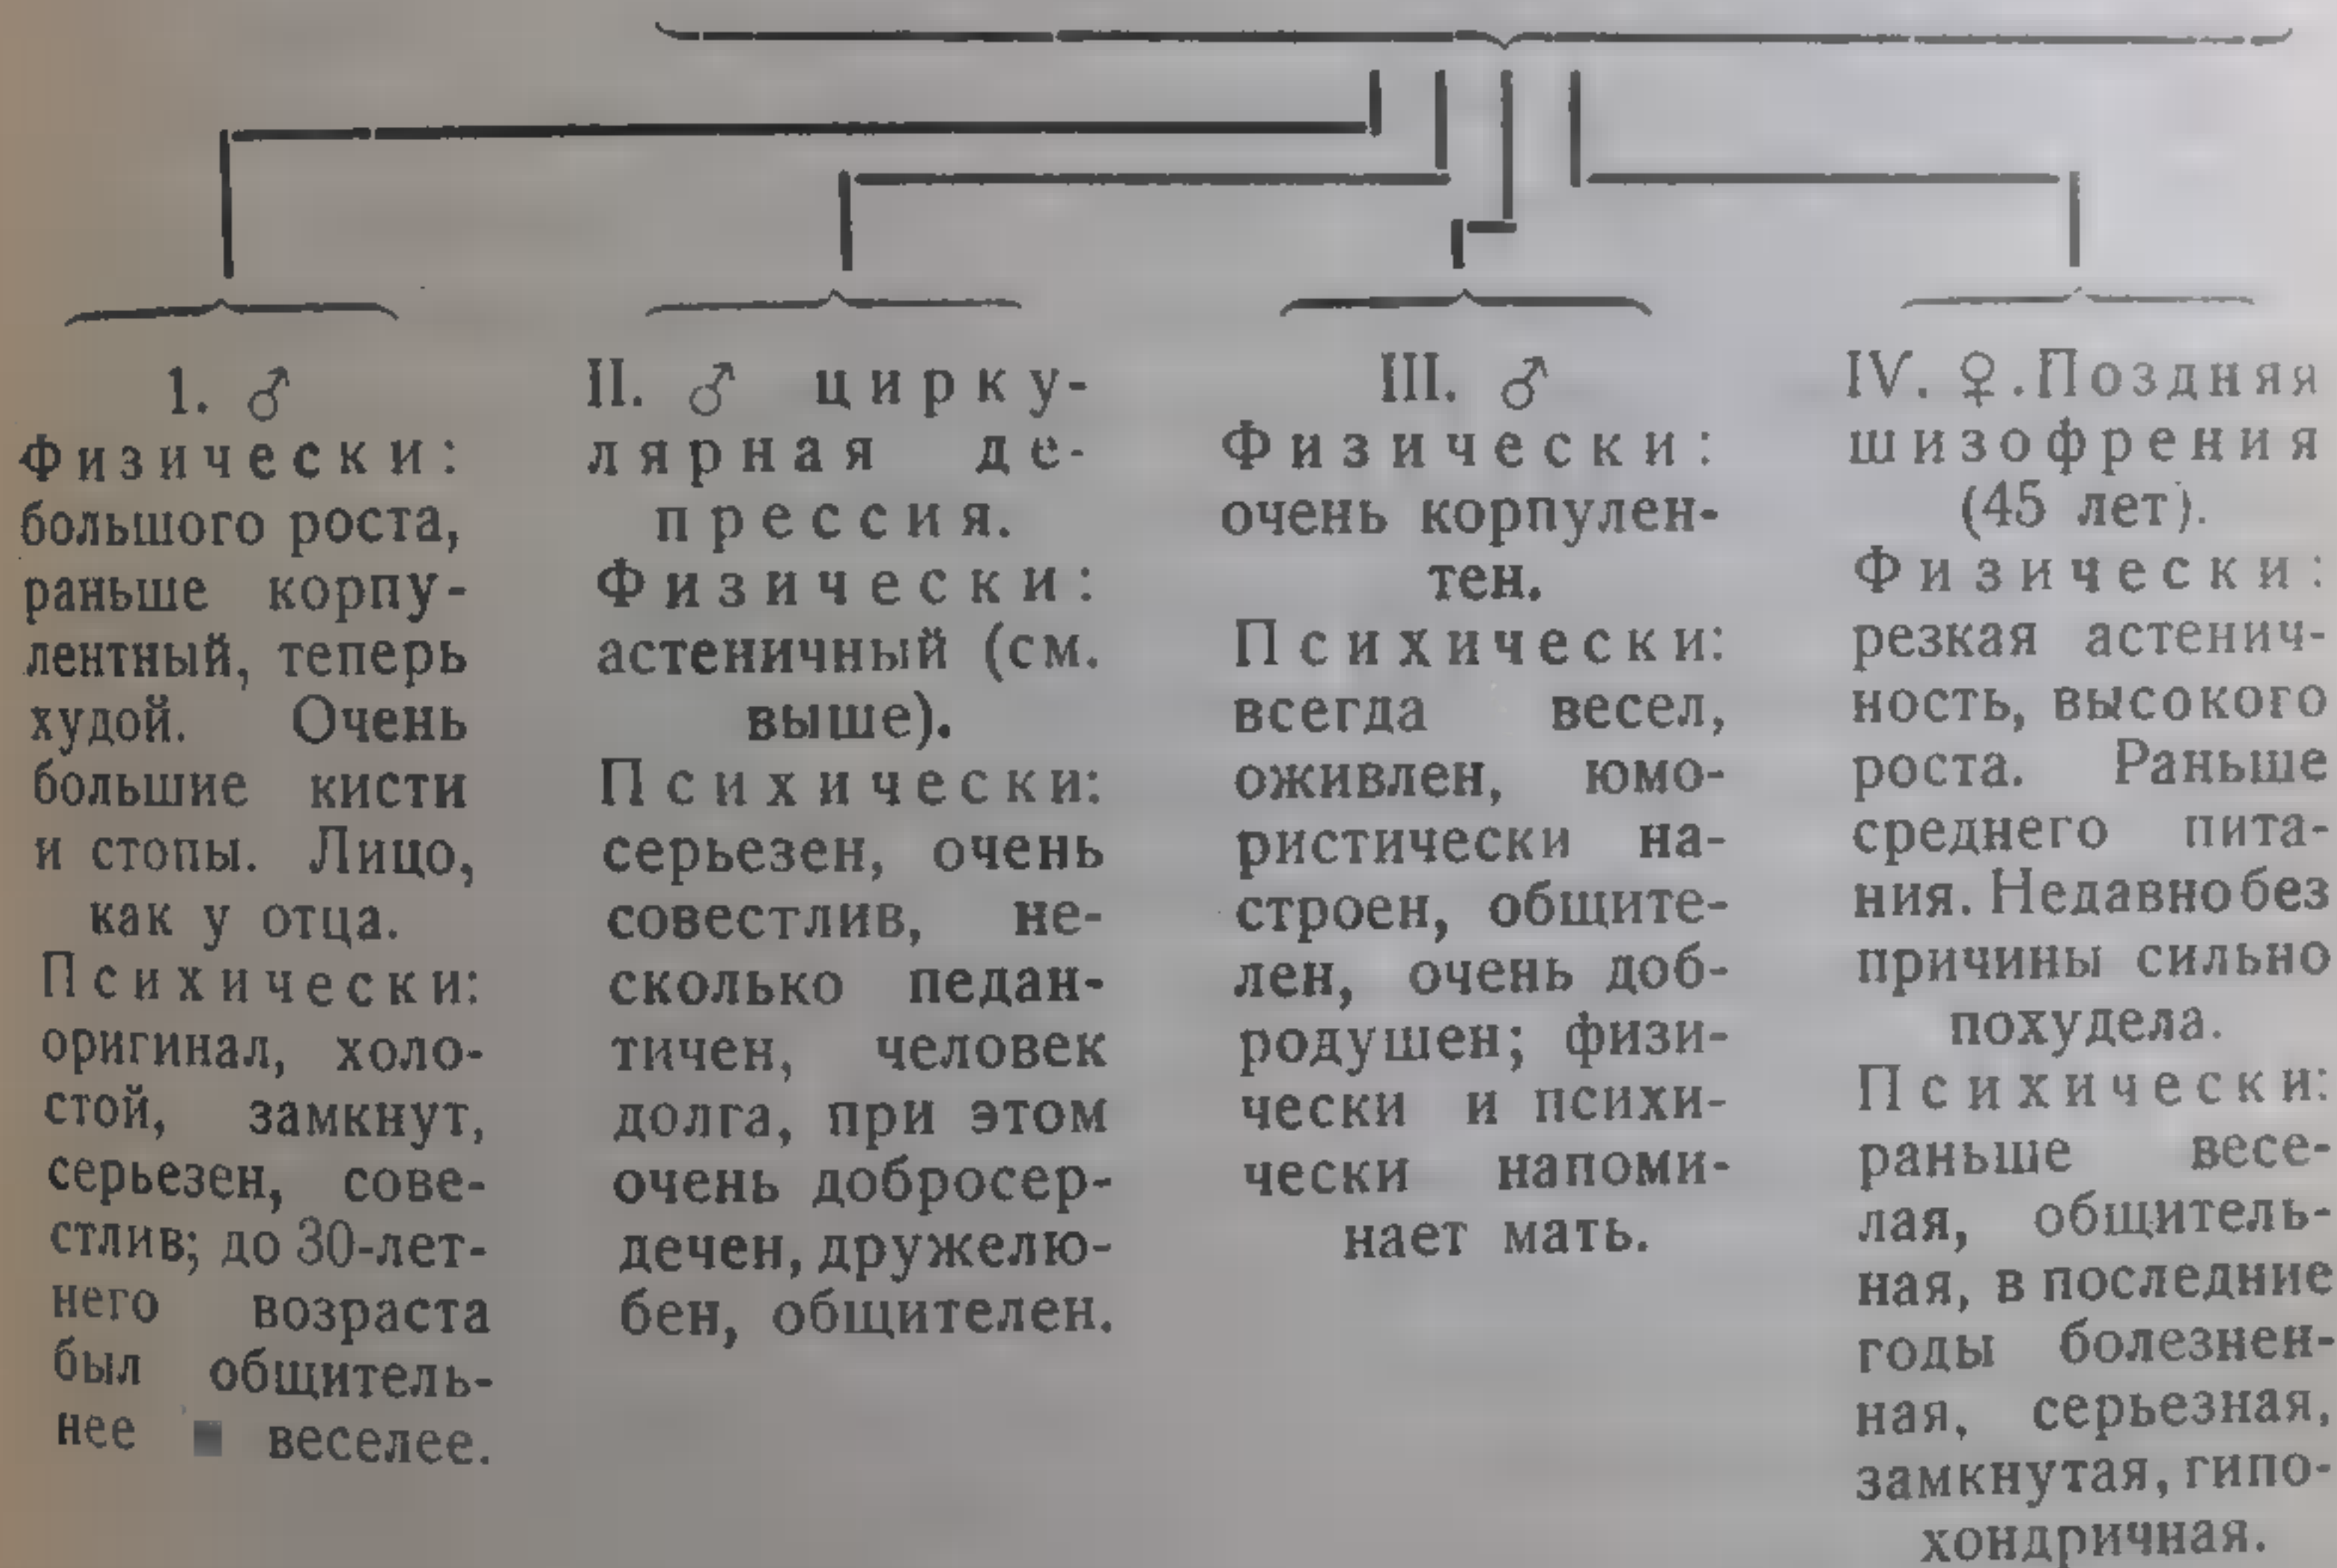 1. ♂
Физически:
большого роста,
раньше корпу-
лентный, теперь
худой. Очень
большие кисти
и стопы. Лицо,
как у отца.
Психически:
оригинал, холо-
стой, замкнут,
серьезен, сове-
стлив; до 30-лет-
него возраста
был общитель-
нее веселее.
II. ♂ цирку-
лярная де-
прессия.
Физически:
астеничный (см.
выше).
Психически:
серьезен, очень
совестлив, не-
сколько педан-
тичен, человек
долга, при этом
очень добросер-
дечен, дружелю-
бен, общителен.
III. ♂
Физически:
очень корпулен-
тен.
Психически:
всегда весел,
оживлен, юмо-
ристически на-
строен, общите-
лен, очень доб-
родушен; физи-
чески и психи-
чески напоми-
нает мать.
IV. ♀. Поздняя
шизофрения
(45 лет).
Физически:
резкая астенич-
ность, высокого
роста. Раньше
среднего пита-
ния. Недавно без
причины сильно
похудела.
Психически:
раньше весе-
лая, общитель-
ная, в последние
годы болезнен-
ная, серьезная,
замкнутая, гипо-
хондричная.